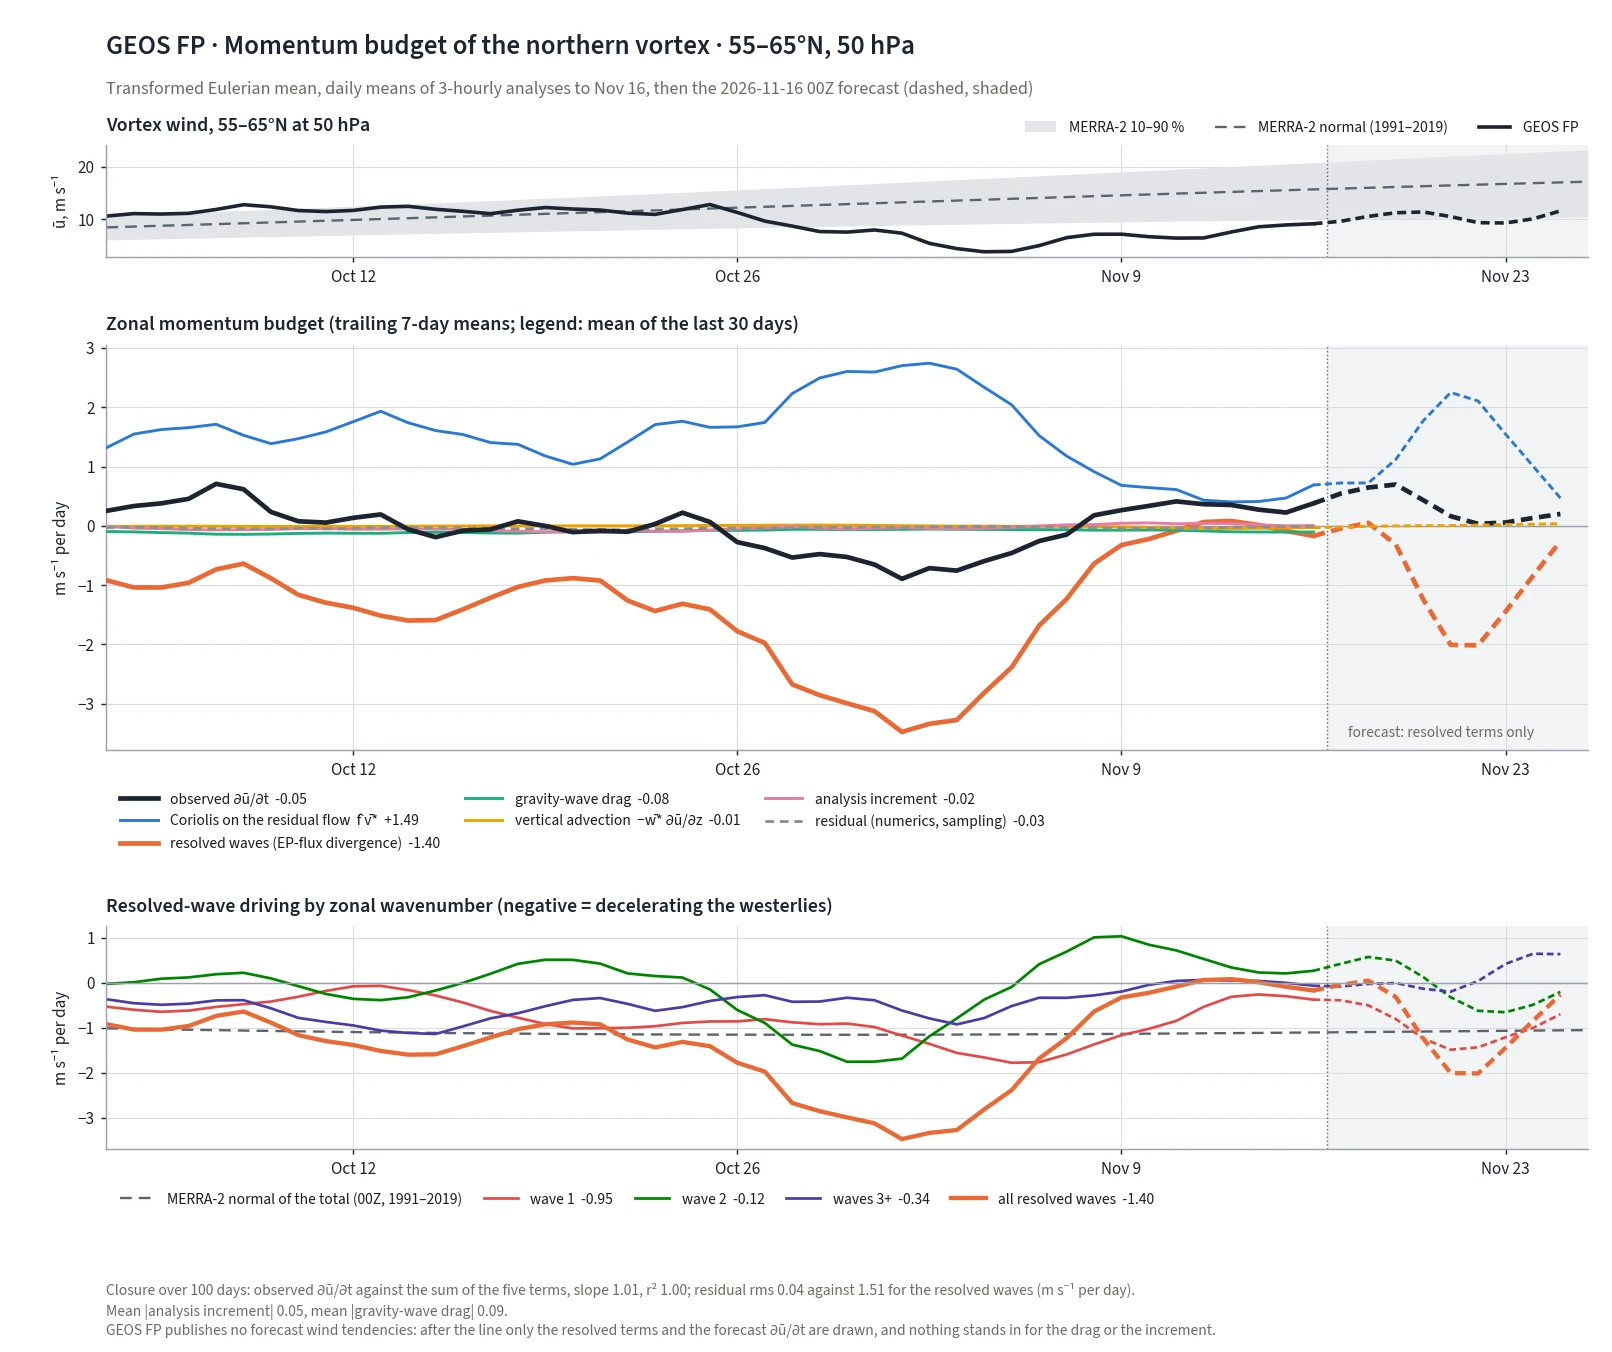 GEOS FP · Momentum budget of the northern vortex · 55–65°N, 50 hPa
Transformed Eulerian mean, daily means of 3-hourly analyses to Nov 16, then the 2026-11-16 00Z forecast (dashed, shaded)
Vortex wind, 55–65°N at 50 hPa
MERRA-2 10–90 %
MERRA-2 normal (1991–2019)
GEOS FP
ū, m s⁻¹
20
10
Oct 12
Oct 26
Nov 9
Nov 23
Zonal momentum budget (trailing 7-day means; legend: mean of the last 30 days)
m s⁻¹ per day
3
2
1
0
−1
−2
−3
forecast: resolved terms only
Oct 12
Oct 26
Nov 9
Nov 23
observed ∂ū/∂t -0.05
Coriolis on the residual flow f v̄* +1.49
resolved waves (EP-flux divergence) -1.40
gravity-wave drag -0.08
vertical advection −w̄* ∂ū/∂z -0.01
analysis increment -0.02
residual (numerics, sampling) -0.03
Resolved-wave driving by zonal wavenumber (negative = decelerating the westerlies)
m s⁻¹ per day
1
0
−1
−2
−3
Oct 12
Oct 26
Nov 9
Nov 23
MERRA-2 normal of the total (00Z, 1991–2019)
wave 1 -0.95
wave 2 -0.12
waves 3+ -0.34
all resolved waves -1.40
Closure over 100 days: observed ∂ū/∂t against the sum of the five terms, slope 1.01, r² 1.00; residual rms 0.04 against 1.51 for the resolved waves (m s⁻¹ per day).
Mean |analysis increment| 0.05, mean |gravity-wave drag| 0.09.
GEOS FP publishes no forecast wind tendencies: after the line only the resolved terms and the forecast ∂ū/∂t are drawn, and nothing stands in for the drag or the increment.